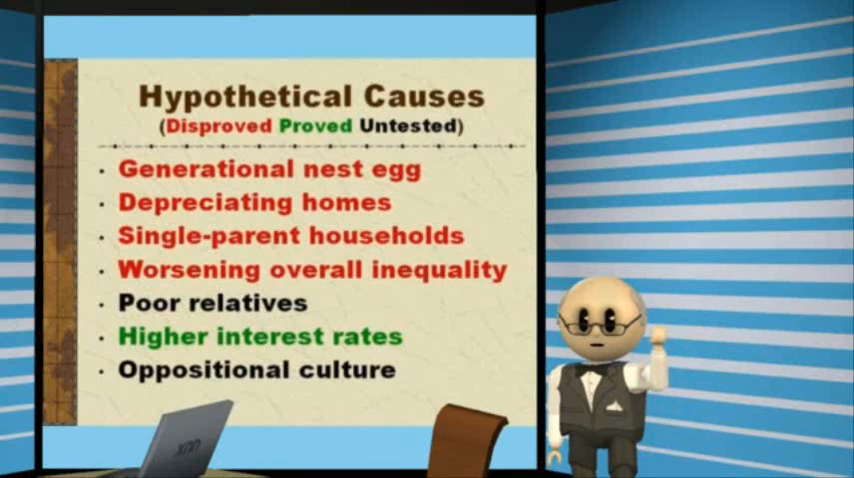 Hypothetical Causes
(Disproved Proved Untested)
· Generational nest egg
· Depreciating homes
· Single-parent households
· Worsening overall inequality
· Poor relatives
· Higher interest rates
· Oppositional culture